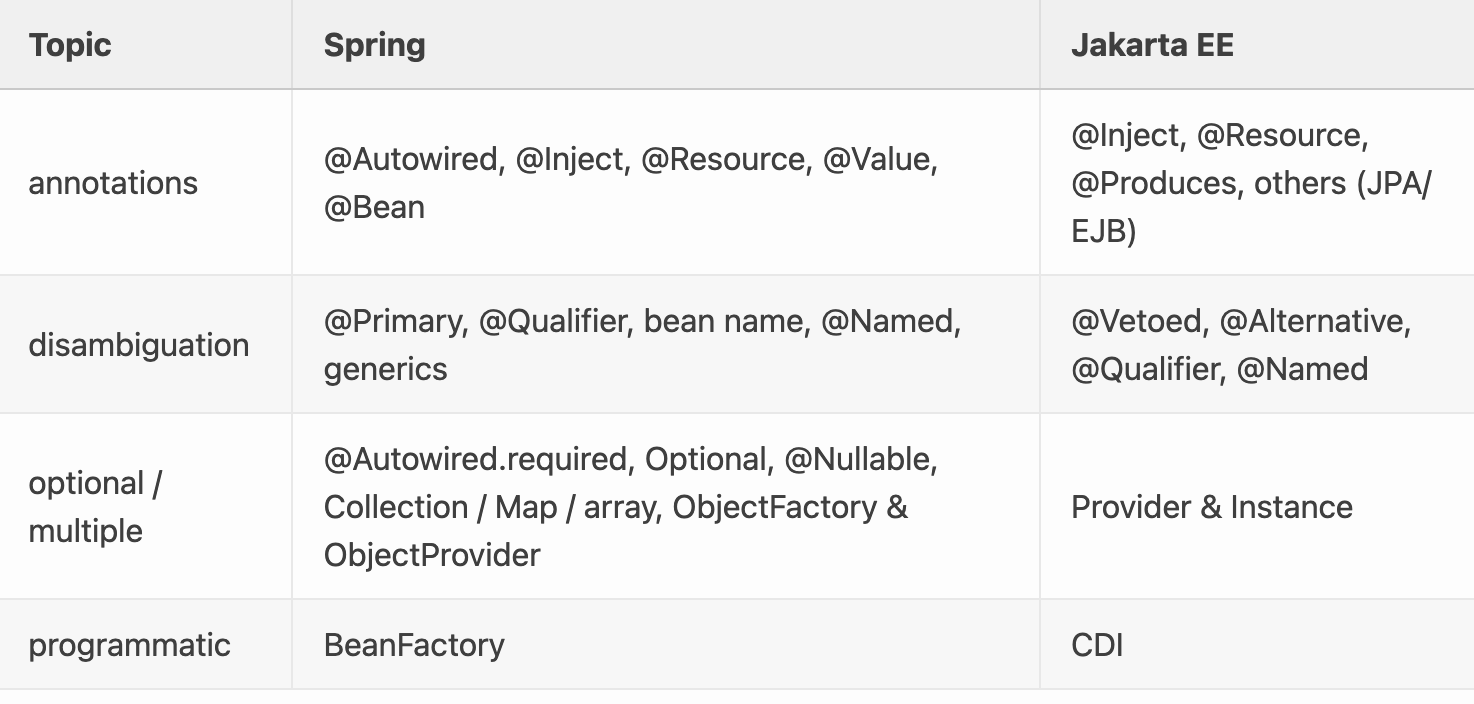 Topic Spring Jakarta EE
annotations
@Autowired, @Inject, @Resource, @Value,
@Bean
@Inject, @Resource,
@Produces, others (JPA/
EJB)
disambiguation
@Primary, @Qualifier, bean name, @Named,
generics
@Vetoed, @Alternative,
@Qualifier, @Named
optional /
multiple
@Autowired.required, Optional, @Nullable,
Collection / Map / array, ObjectFactory &
ObjectProvider
Provider & Instance
programmatic BeanFactory CDI